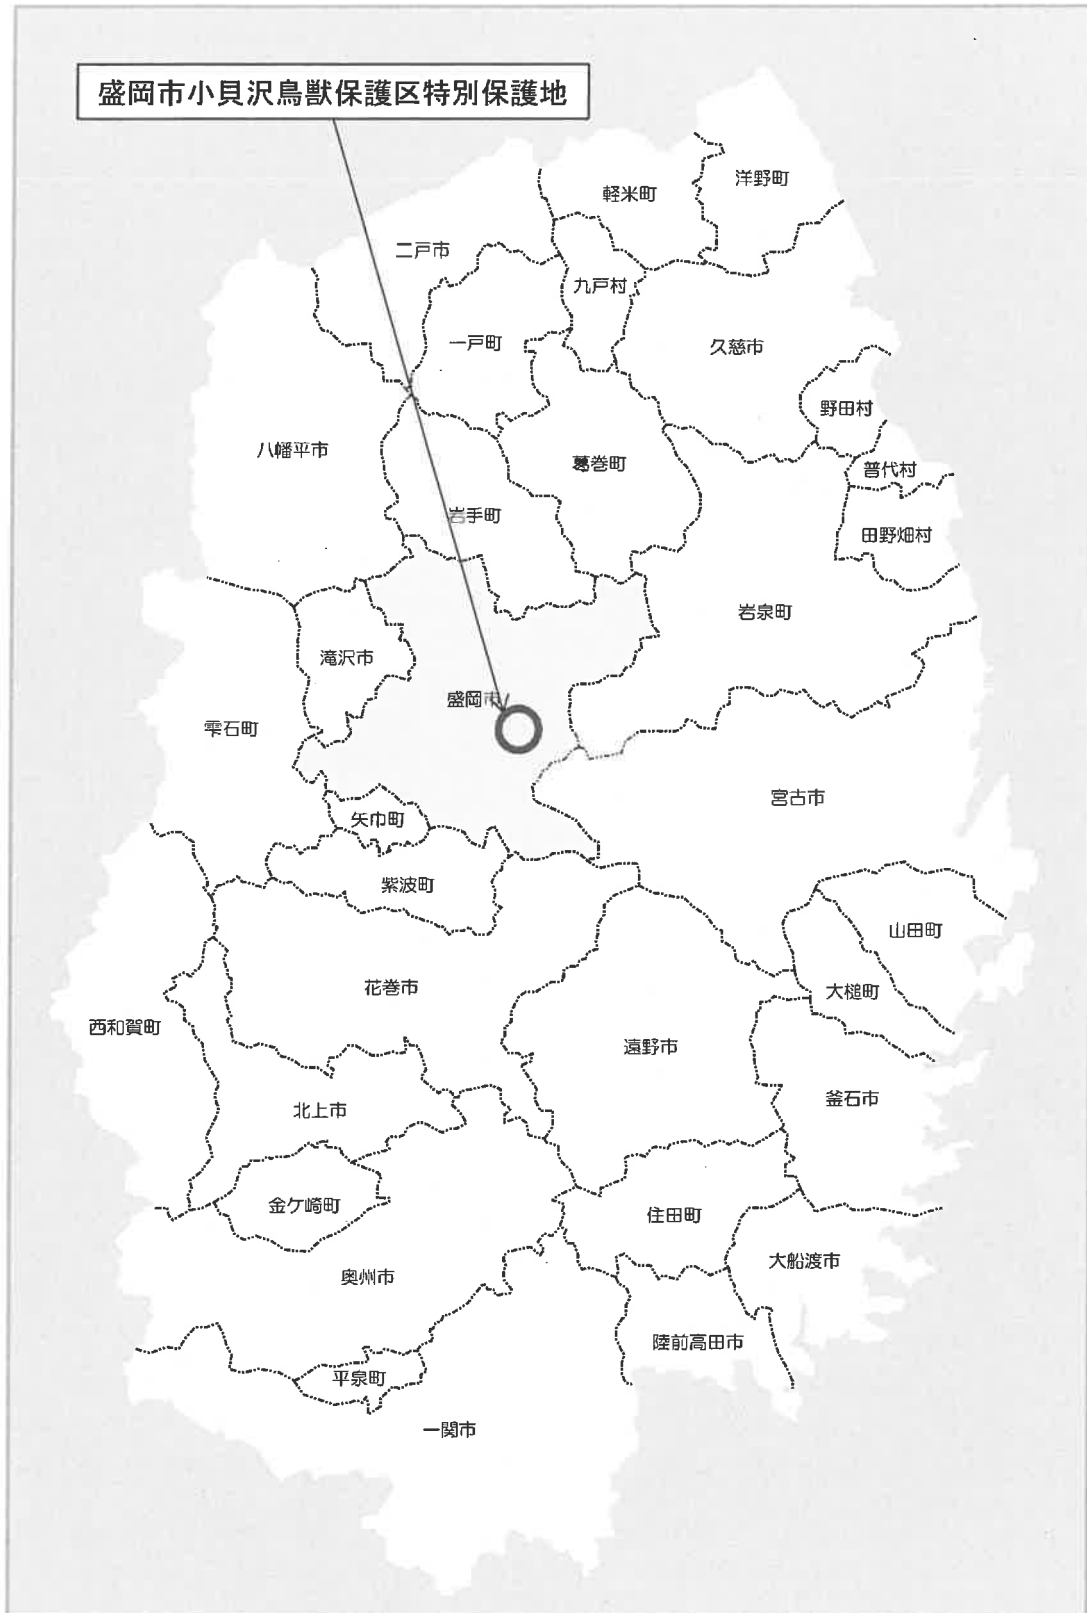 盛岡市小貝沢鳥獣保護区特別保護地
洋野町
軽米町
二戸市
九戸村
一戸町
久慈市
野田村
八幡平市
葛巻町
普代村
岩手町
田野畑村
岩泉町
滝沢市
盛岡市
雫石町
宮古市
矢巾町
紫波町
山田町
花巻市
大槌町
西和賀町
遠野市
釜石市
北上市
金ケ崎町
住田町
大船渡市
奥州市
陸前高田市
平泉町
一関市